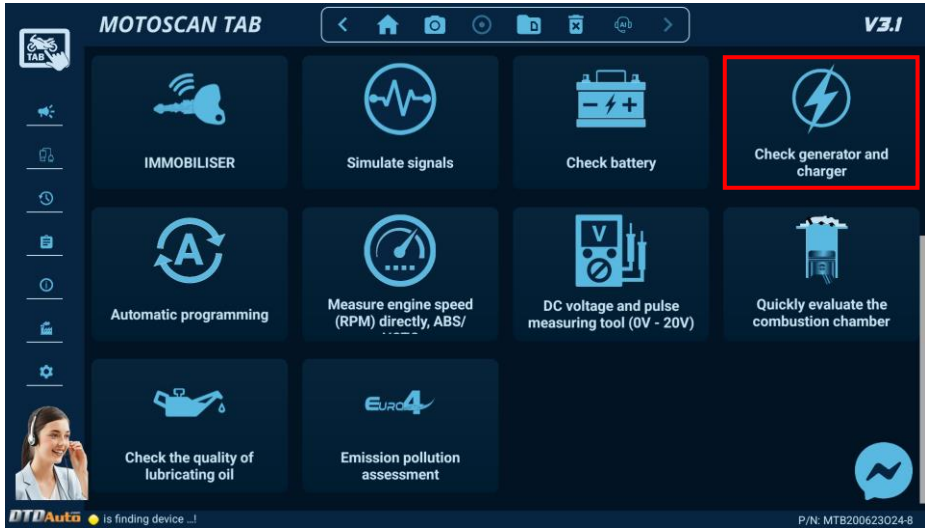 MOTOSCAN TAB
V3.1
TAB
IMMOBILISER
Simulate signals
Check battery
Check generator and
charger
A
Automatic programming
Measure engine speed
(RPM) directly, ABS/
V
DC voltage and pulse
measuring tool (0V - 20V)
Quickly evaluate the
combustion chamber
Check the quality of
lubricating oil
EURO4
Emission pollution
assessment
DTDAuto
is finding device ...!
P/N: MTB200623O24-8